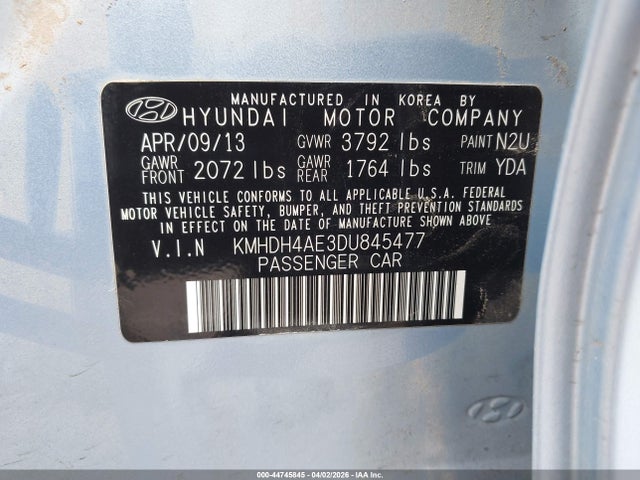 MANUFACTURED IN KOREA BY
HYUNDAI MOTOR COMPANY
APR/09/13 GVWR 3792 lbs PAINT N2U
GAWR FRONT 2072 lbs GAWR REAR 1764 lbs TRIM YDA
THIS VEHICLE CONFORMS TO ALL APPLICABLE U.S.A. FEDERAL
MOTOR VEHICLE SAFETY, BUMPER, AND THEFT PREVENTION
STANDARDS IN EFFECT ON THE DATE OF MANUFACTURE SHOWN ABOVE.
V.I.N KMHDH4AE3DU845477
PASSENGER CAR
000-44745845 - 04/02/2026 - IAA Inc.